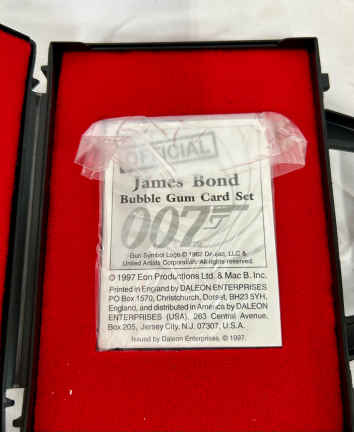 OFFICIAL
James Bond
Bubble Gum Card Set
007
Gun Symbol Logo © 1962 Danjaq, LLC &
United Artists Corporation. All rights reserved.
© 1997 Eon Productions Ltd. & Mac B. Inc.
Printed in England by DALEON ENTERPRISES
PO Box 1570, Christchurch, Dorset, BH23 5YH,
England, and distributed in America by DALEON
ENTERPRISES (USA), 263 Central Avenue,
Box 205, Jersey City, N.J. 07307, U.S.A.
Issued by Daleon Enterprises, © 1997.